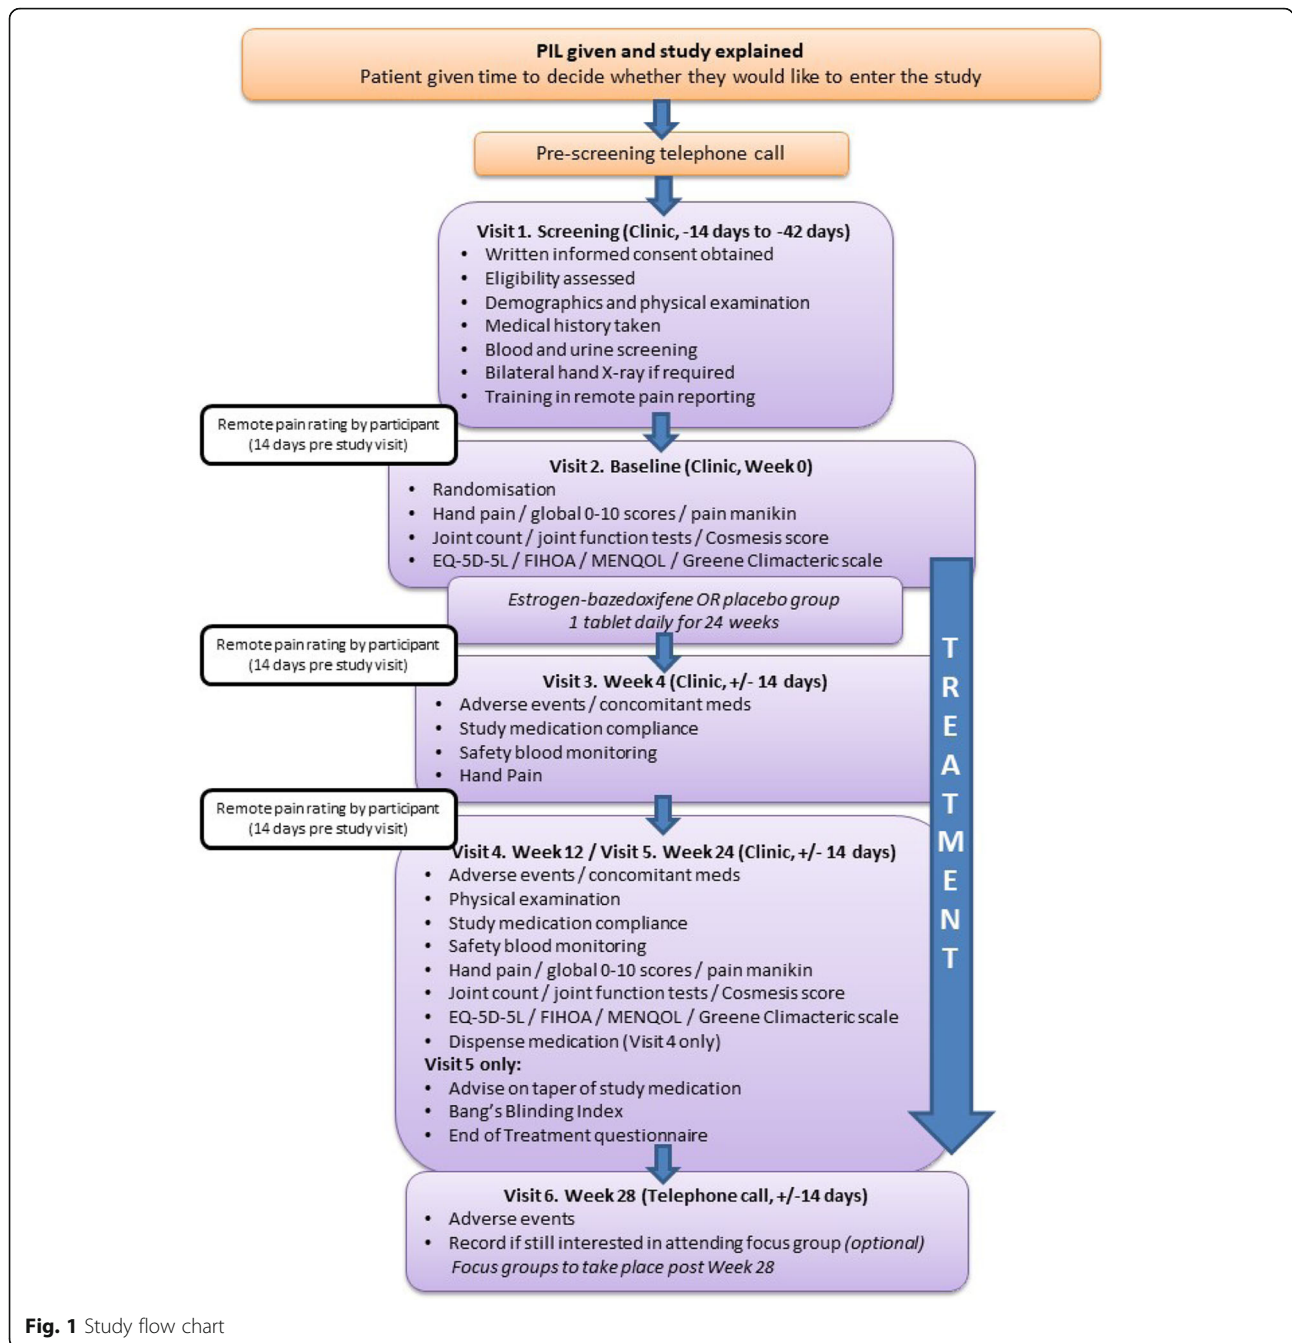 PIL given and study explained
Patient given time to decide whether they would like to enter the study
Pre-screening telephone call
Visit 1. Screening (Clinic, -14 days to -42 days)
• Written informed consent obtained
• Eligibility assessed
• Demographics and physical examination
• Medical history taken
• Blood and urine screening
• Bilateral hand X-ray if required
• Training in remote pain reporting
Remote pain rating by participant
(14 days pre study visit)
Visit 2. Baseline (Clinic, Week 0)
• Randomisation
• Hand pain / global 0-10 scores / pain manikin
• Joint count / joint function tests / Cosmesis score
• EQ-5D-5L / FIHOA / MENQOL / Greene Climacteric scale
Estrogen-bazedoxifene OR placebo group
1 tablet daily for 24 weeks
Remote pain rating by participant
(14 days pre study visit)
Visit 3. Week 4 (Clinic, +/- 14 days)
• Adverse events / concomitant meds
• Study medication compliance
• Safety blood monitoring
• Hand Pain
Remote pain rating by participant
(14 days pre study visit)
Visit 4. Week 12 / Visit 5. Week 24 (Clinic, +/- 14 days)
• Adverse events / concomitant meds
• Physical examination
• Study medication compliance
• Safety blood monitoring
• Hand pain / global 0-10 scores / pain manikin
• Joint count / joint function tests / Cosmesis score
• EQ-5D-5L / FIHOA / MENQOL / Greene Climacteric scale
• Dispense medication (Visit 4 only)
Visit 5 only:
• Advise on taper of study medication
• Bang's Blinding Index
• End of Treatment questionnaire
TREATMENT
Visit 6. Week 28 (Telephone call, +/-14 days)
• Adverse events
• Record if still interested in attending focus group (optional)
Focus groups to take place post Week 28
Fig. 1 Study flow chart